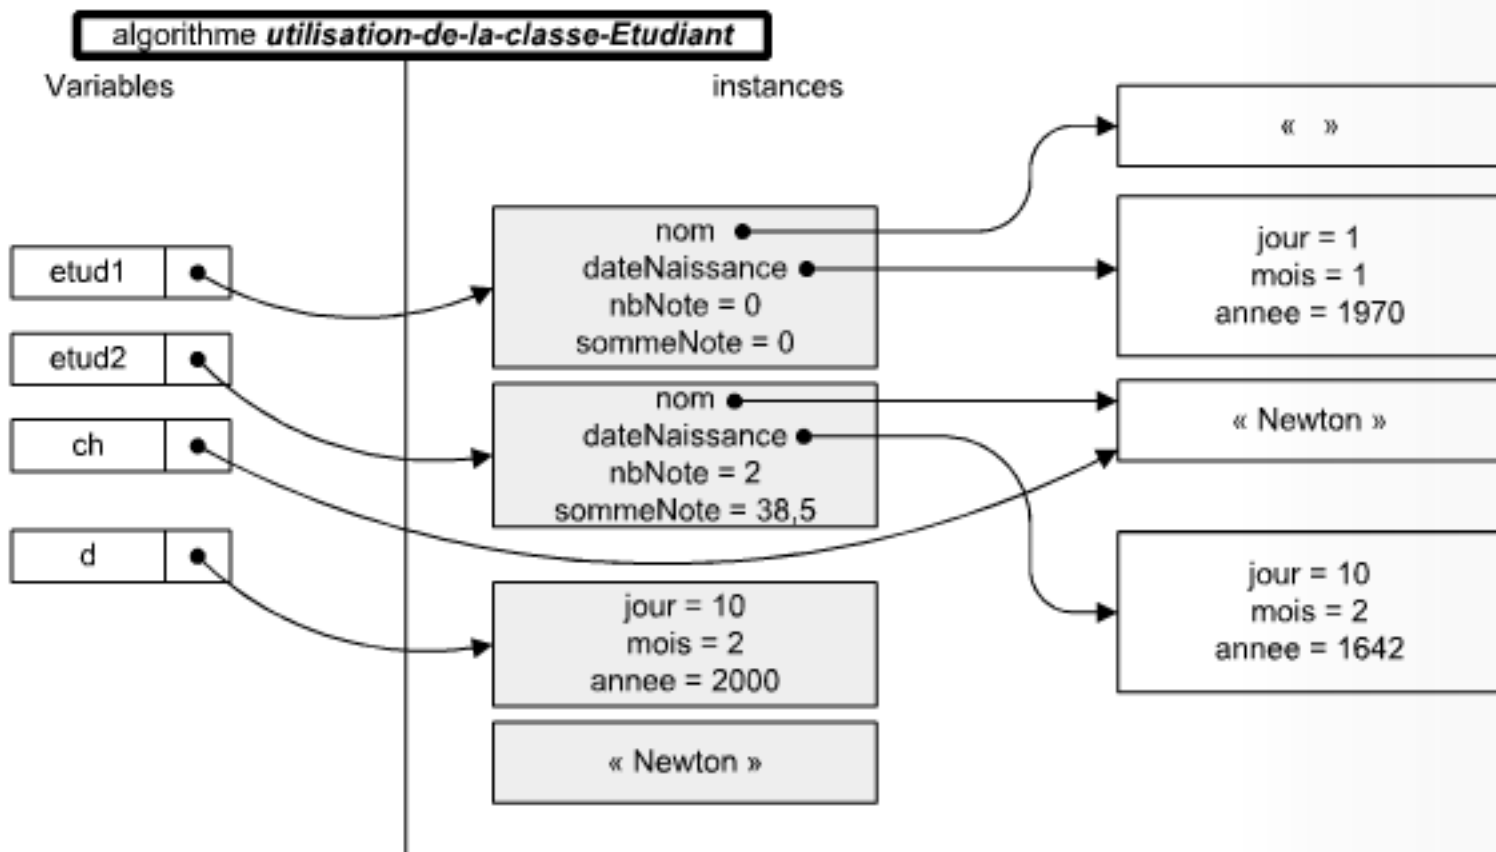 algorithme utilisation-de-la-classe-Etudiant
Variables
instances
etud1
etud2
ch
d
nom
dateNaissance
nbNote = 0
sommeNote = 0
nom
dateNaissance
nbNote = 2
sommeNote = 38,5
jour = 10
mois = 2
annee = 2000
« Newton »
«   »
jour = 1
mois = 1
annee = 1970
« Newton »
jour = 10
mois = 2
annee = 1642